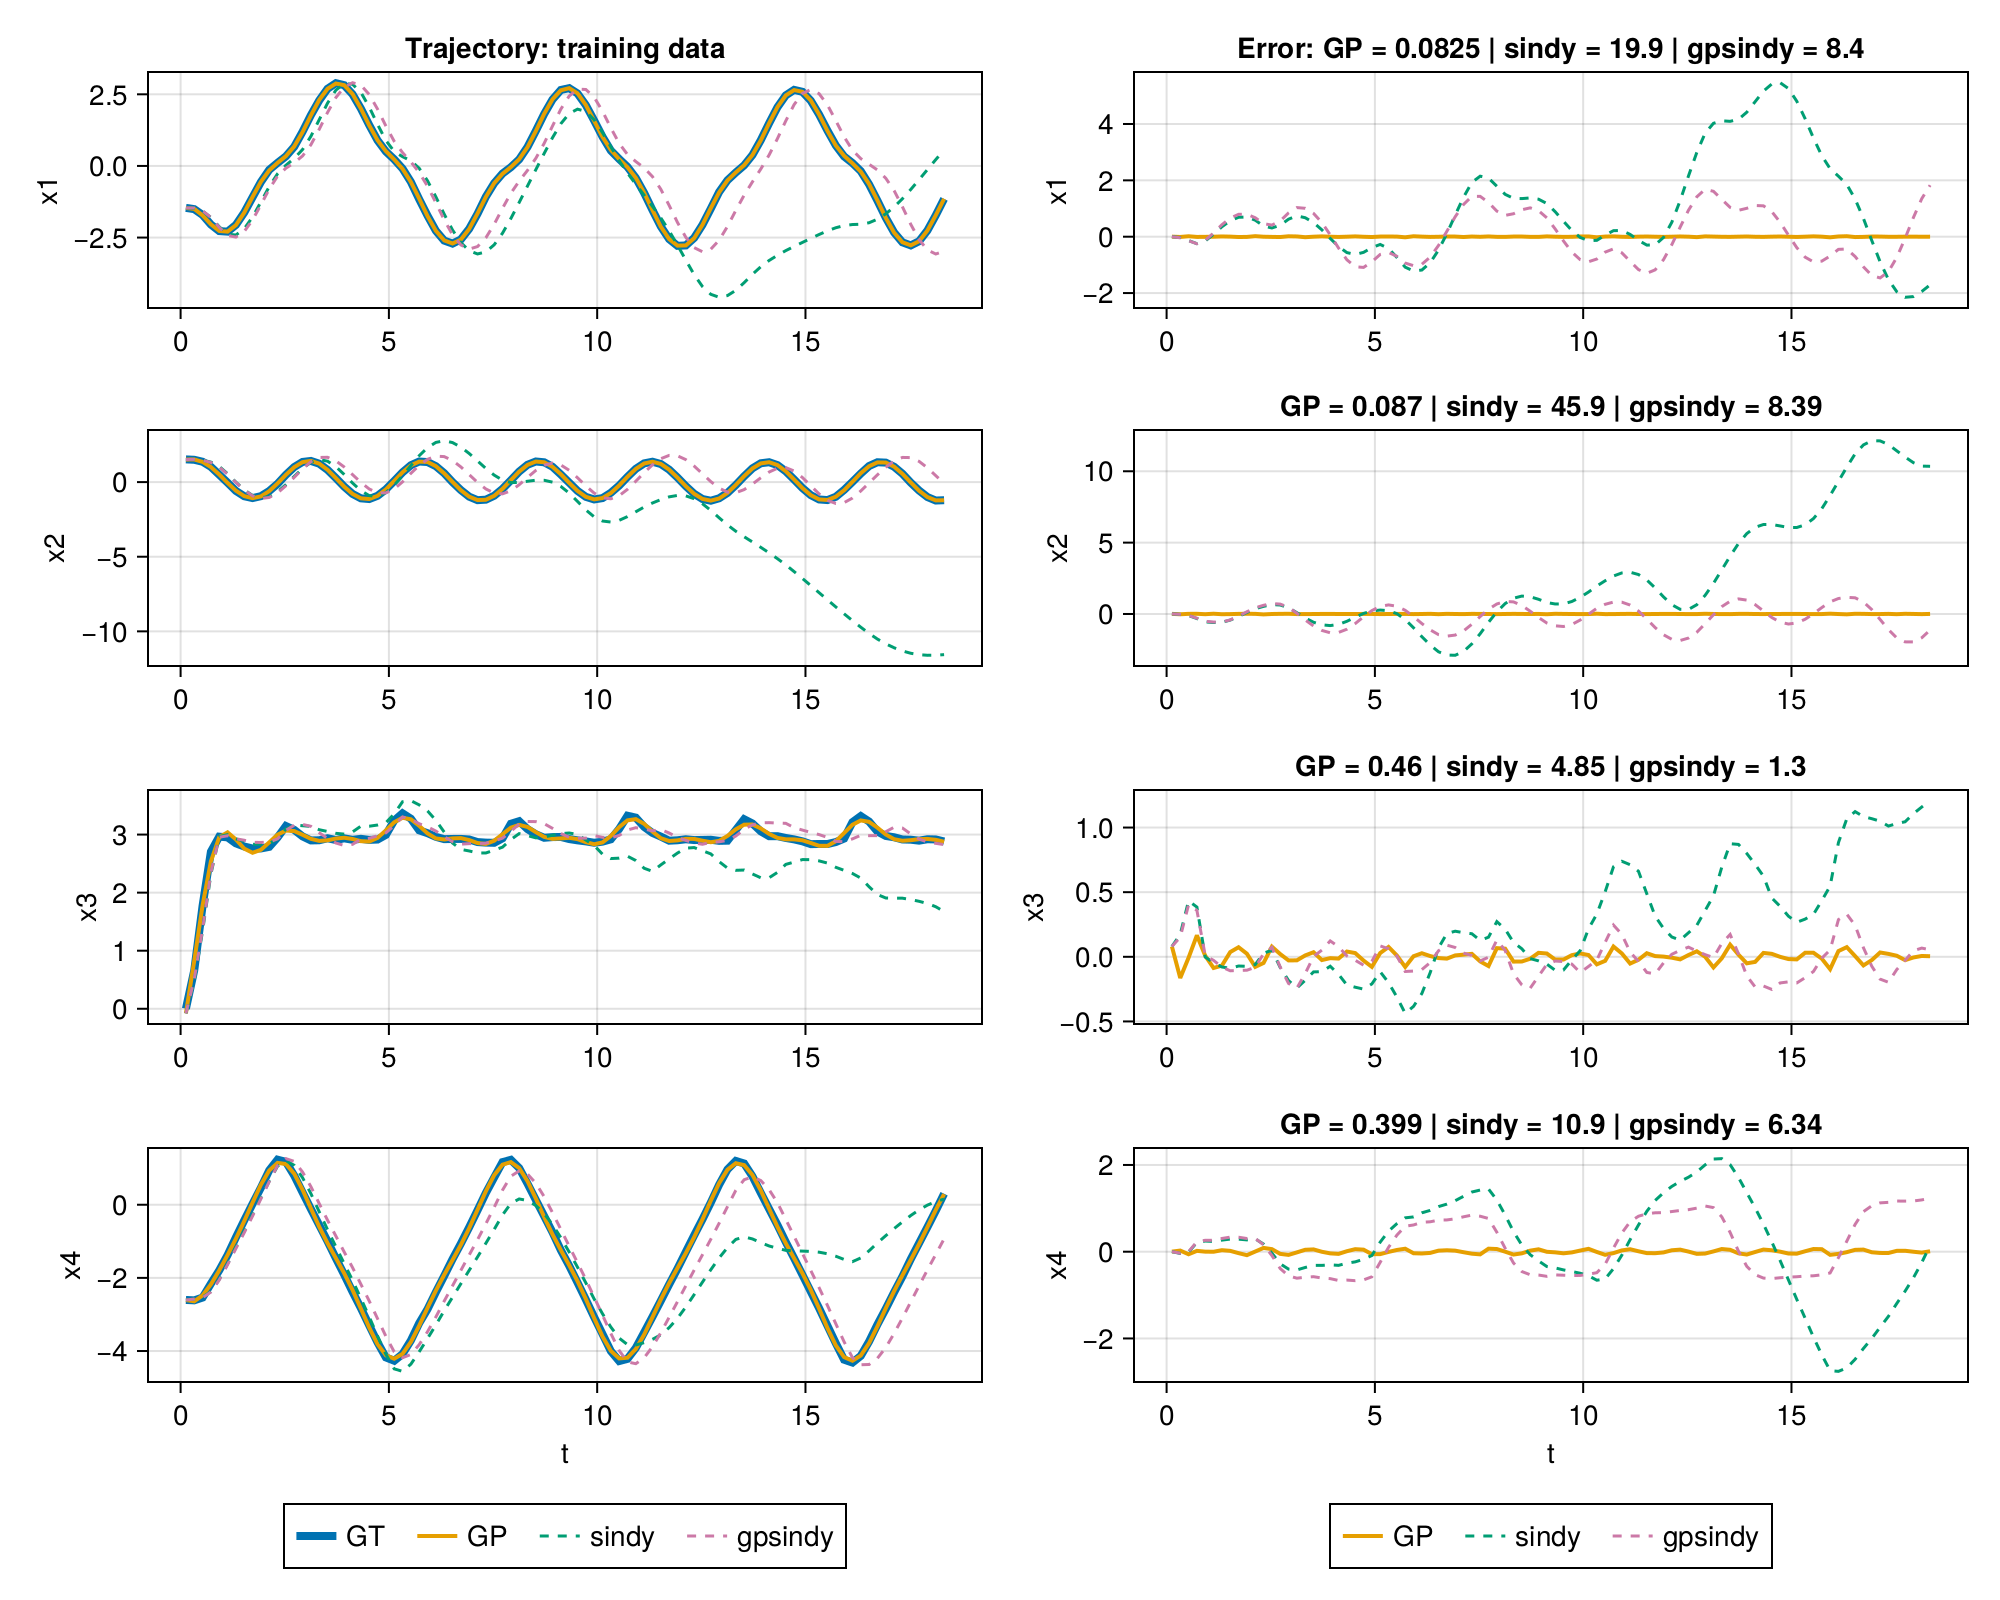 Trajectory: training data
Error: GP = 0.0825 | sindy = 19.9 | gpsindy = 8.4
x1
2.5
0.0
−2.5
0 5 10 15
x1
4
2
0
−2
0 5 10 15
GP = 0.087 | sindy = 45.9 | gpsindy = 8.39
x2
0
−5
−10
0 5 10 15
x2
10
5
0
0 5 10 15
GP = 0.46 | sindy = 4.85 | gpsindy = 1.3
x3
3
2
1
0
0 5 10 15
x3
1.0
0.5
0.0
−0.5
0 5 10 15
GP = 0.399 | sindy = 10.9 | gpsindy = 6.34
x4
0
−2
−4
0 5 10 15
t
x4
2
0
−2
0 5 10 15
t
GT GP sindy gpsindy
GP sindy gpsindy